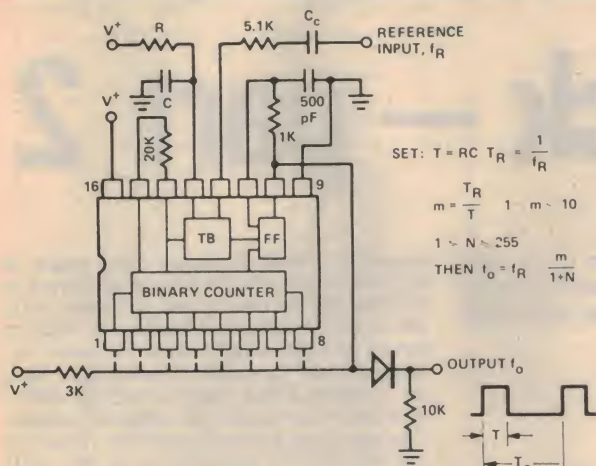 V+
R
5.1K
Cc
REFERENCE
INPUT, fR
C
V+
20K
500
pF
1K
SET: T = RC TR = 1/fR
m = TR/T 1 ~ m ~ 10
1 ~ N ~ 255
THEN fo = fR m/1+N
16
9
TB
FF
BINARY COUNTER
1
8
V+
3K
OUTPUT fo
10K
T
To